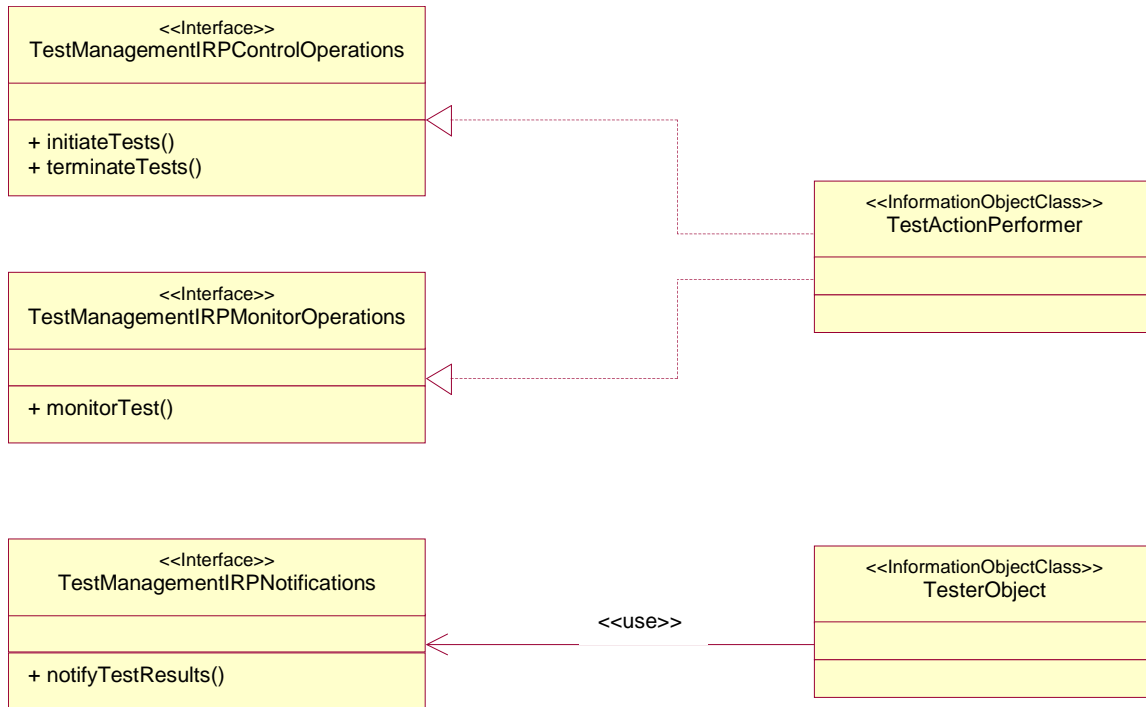 <<Interface>>
TestManagementIRPControlOperations
+ initiateTests()
+ terminateTests()
<<InformationObjectClass>>
TestActionPerformer
<<Interface>>
TestManagementIRPMonitorOperations
+ monitorTest()
<<Interface>>
TestManagementIRPNotifications
+ notifyTestResults()
<<use>>
<<InformationObjectClass>>
TesterObject